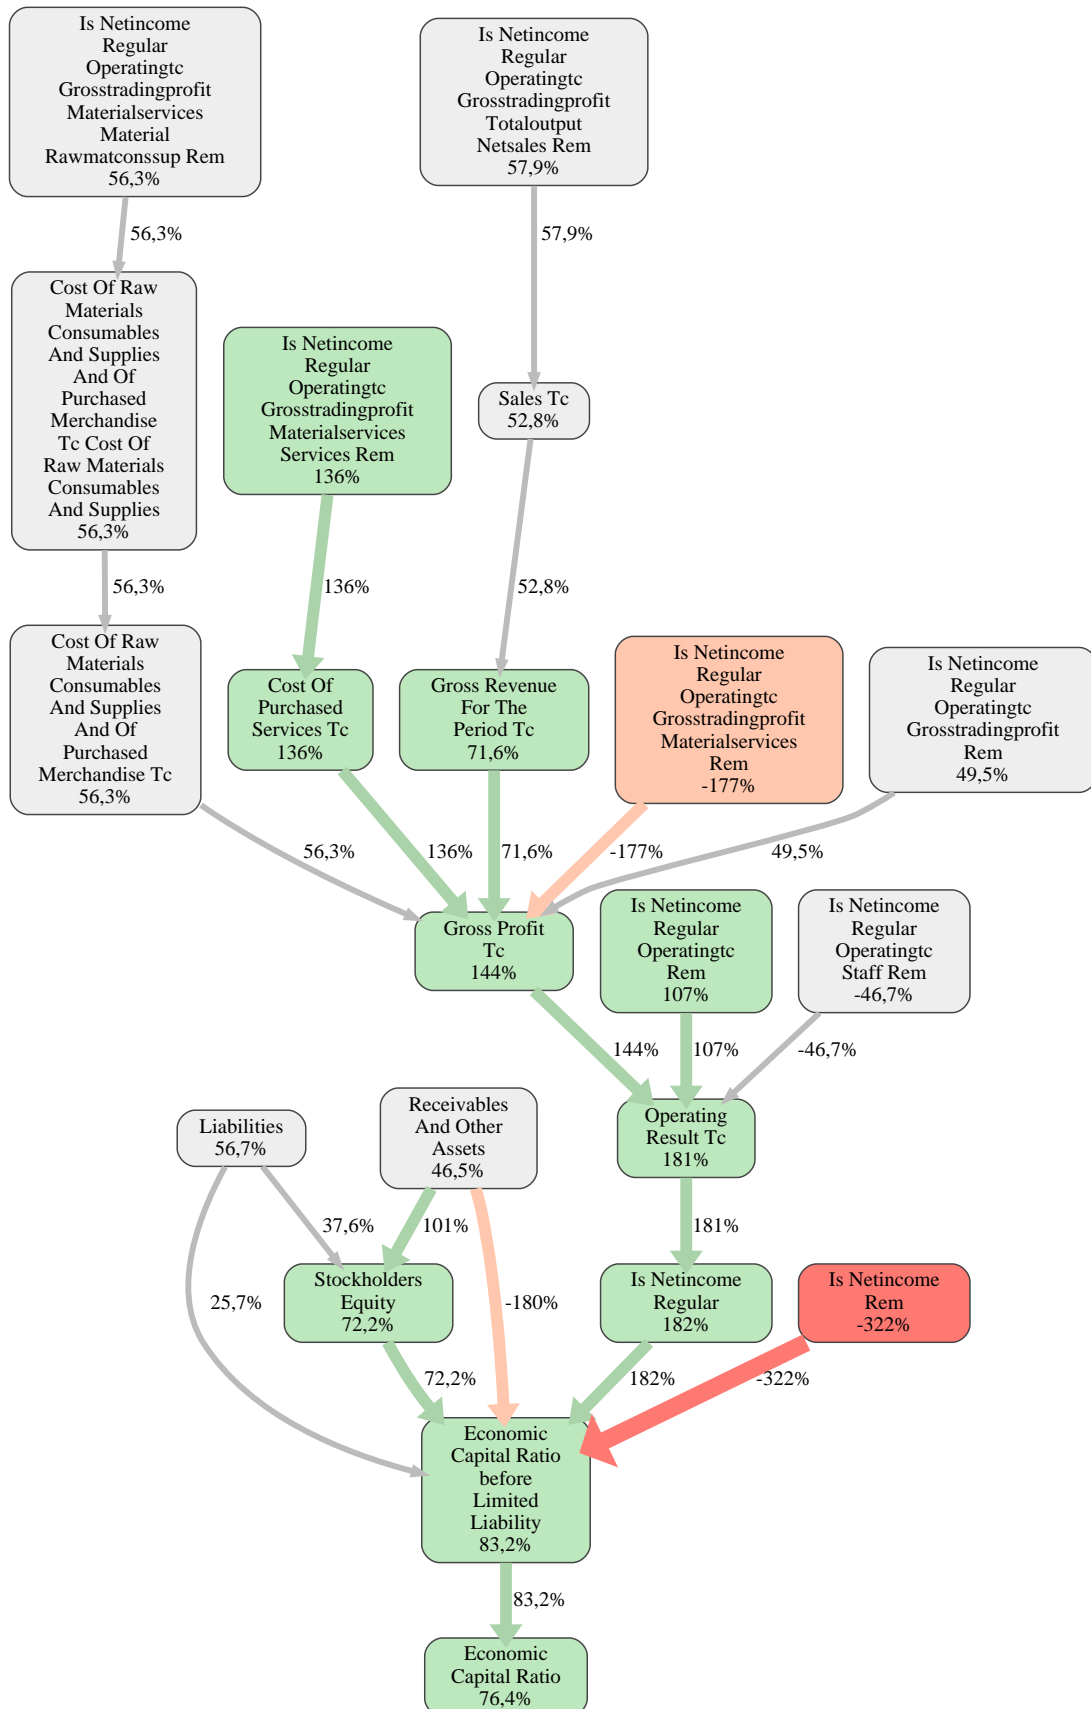 Is Netincome
Regular
Operatingtc
Grosstradingprofit
Materialservices
Material
Rawmatconssup Rem
56,3%
Is Netincome
Regular
Operatingtc
Grosstradingprofit
Totaloutput
Netsales Rem
57,9%
56,3%
57,9%
Cost Of Raw
Materials
Consumables
And Supplies
And Of
Purchased
Merchandise
Tc Cost Of
Raw Materials
Consumables
And Supplies
56,3%
Is Netincome
Regular
Operatingtc
Grosstradingprofit
Materialservices
Services Rem
136%
Sales Tc
52,8%
56,3%
136%
52,8%
Cost Of Raw
Materials
Consumables
And Supplies
And Of
Purchased
Merchandise Tc
56,3%
Cost Of
Purchased
Services Tc
136%
Gross Revenue
For The
Period Tc
71,6%
Is Netincome
Regular
Operatingtc
Grosstradingprofit
Materialservices
Rem
-177%
Is Netincome
Regular
Operatingtc
Grosstradingprofit
Rem
49,5%
56,3%
136%
71,6%
-177%
49,5%
Gross Profit
Tc
144%
Is Netincome
Regular
Operatingtc
Rem
107%
Is Netincome
Regular
Operatingtc
Staff Rem
-46,7%
144%
107%
-46,7%
Liabilities
56,7%
Receivables
And Other
Assets
46,5%
Operating
Result Tc
181%
37,6%
101%
181%
25,7%
-180%
Stockholders
Equity
72,2%
Is Netincome
Regular
182%
Is Netincome
Rem
-322%
72,2%
182%
-322%
Economic
Capital Ratio
before
Limited
Liability
83,2%
83,2%
Economic
Capital Ratio
76,4%